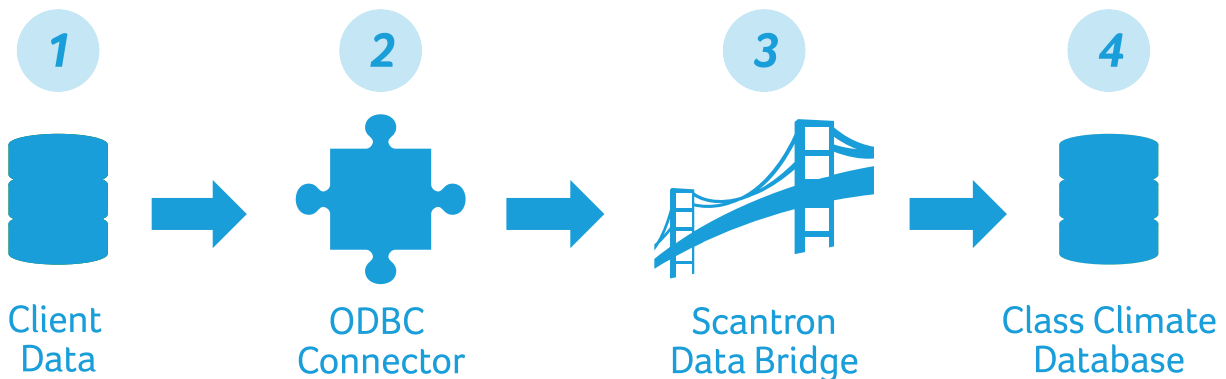 1
2
3
4
Client
Data
ODBC
Connector
Scantron
Data Bridge
Class Climate
Database